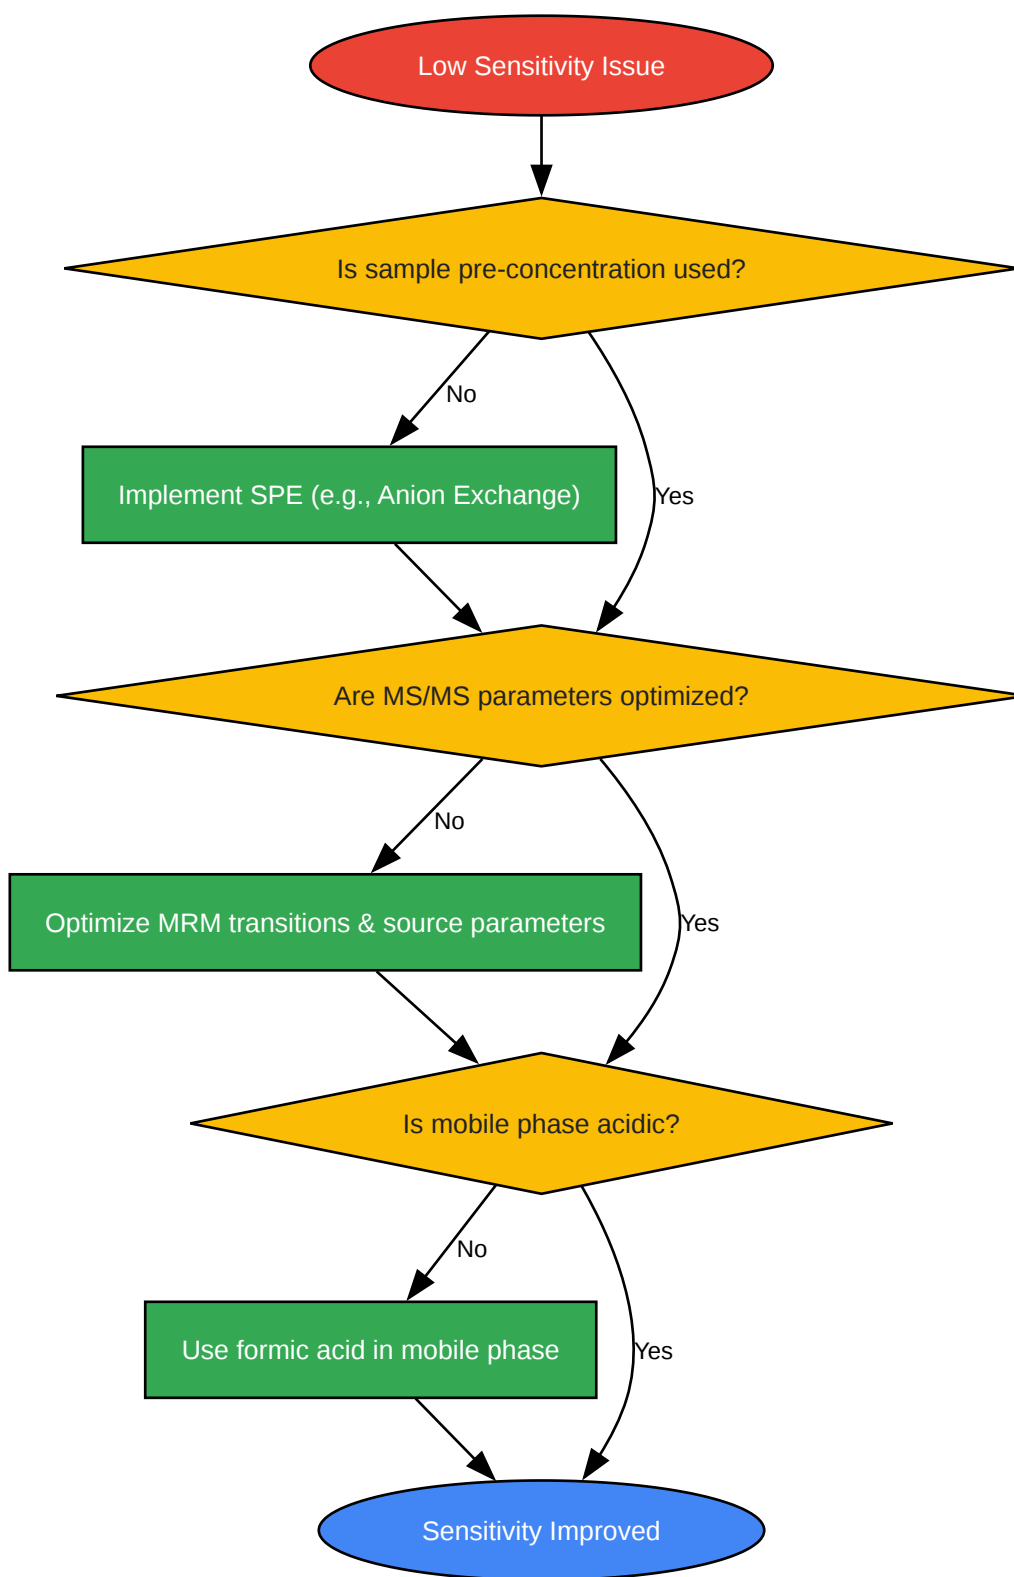 Low Sensitivity Issue
Is sample pre-concentration used?
No
Implement SPE (e.g., Anion Exchange)
Yes
Are MS/MS parameters optimized?
No
Optimize MRM transitions & source parameters
Yes
Is mobile phase acidic?
No
Use formic acid in mobile phase
Yes
Sensitivity Improved